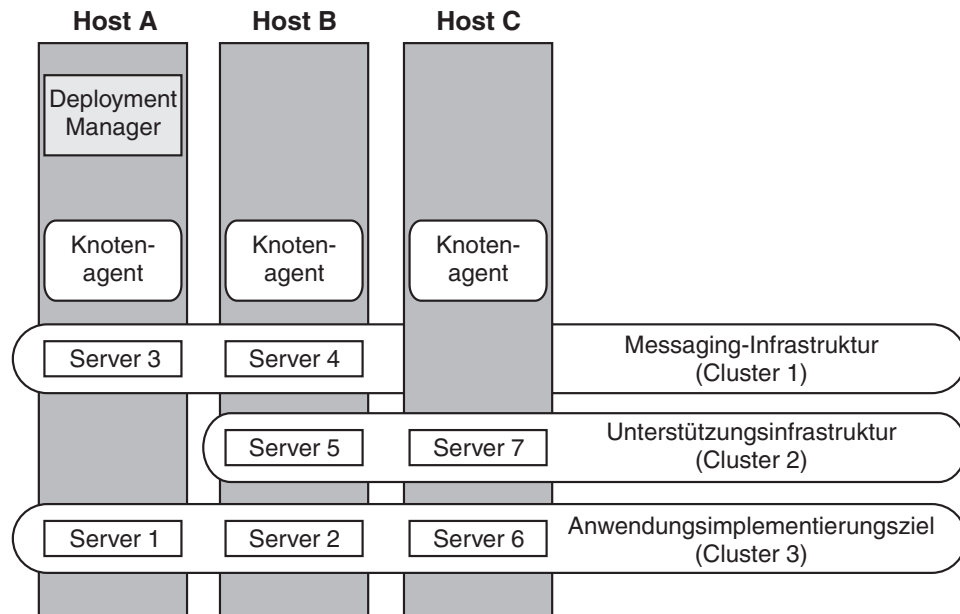 Host A
Host B
Host C
Deployment
Manager
Knoten-
agent
Knoten-
agent
Knoten-
agent
Server 3
Server 4
Messaging-Infrastruktur
(Cluster 1)
Server 5
Server 7
Unterstützungsinfrastruktur
(Cluster 2)
Server 1
Server 2
Server 6
Anwendungsimplementierungsziel
(Cluster 3)